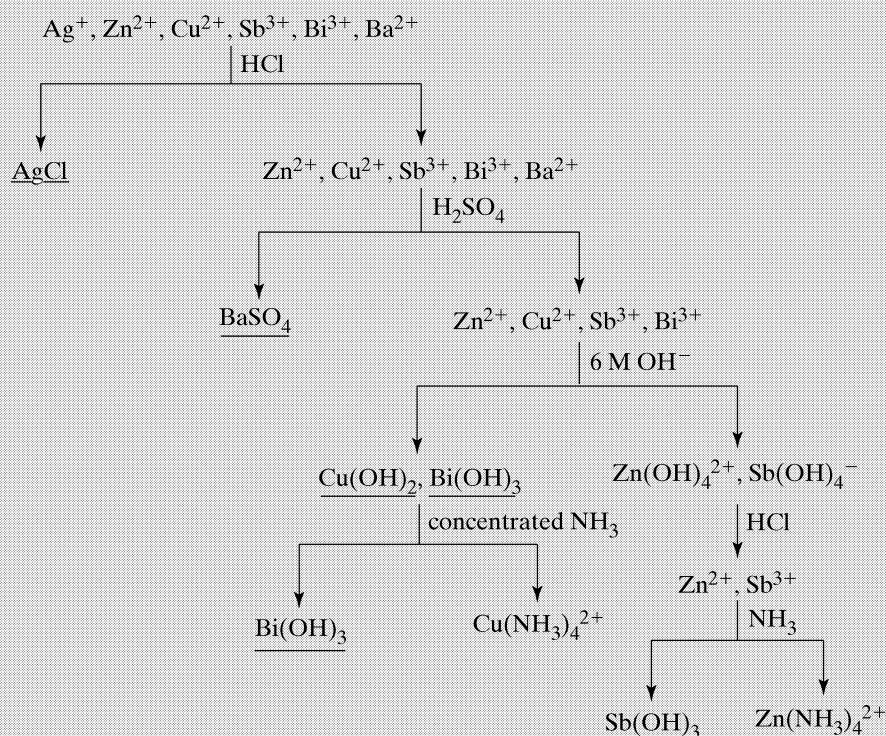 Ag⁺, Zn²⁺, Cu²⁺, Sb³⁺, Bi³⁺, Ba²⁺
HCl
AgCl
Zn²⁺, Cu²⁺, Sb³⁺, Bi³⁺, Ba²⁺
H₂SO₄
BaSO₄
Zn²⁺, Cu²⁺, Sb³⁺, Bi³⁺
6 M OH⁻
Cu(OH)₂, Bi(OH)₃
Zn(OH)₄²⁺, Sb(OH)₄⁻
concentrated NH₃
HCl
Zn²⁺, Sb³⁺
Bi(OH)₃
Cu(NH₃)₄²⁺
NH₃
Sb(OH)₃
Zn(NH₃)₄²⁺